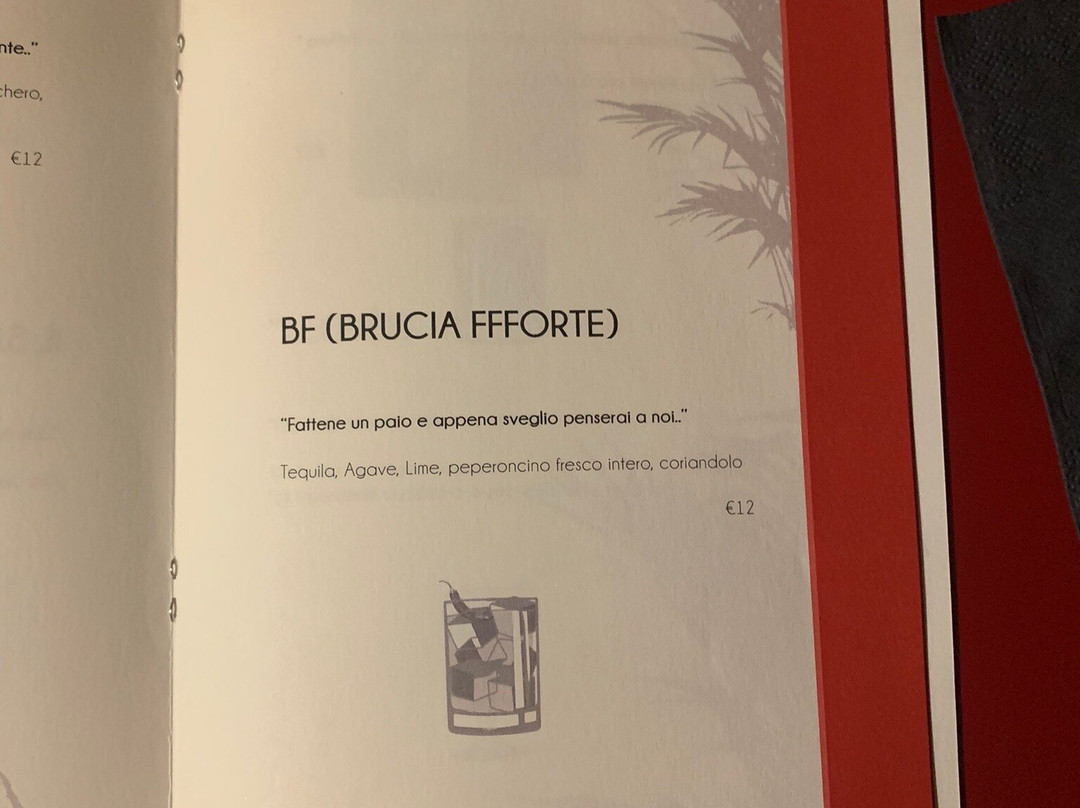 nte.."
chero,
€12
BF (BRUCIA FFFORTE)
"Fattene un paio e appena sveglio penserai a noi.."
Tequila, Agave, Lime, peperoncino fresco intero, coriandolo
€12